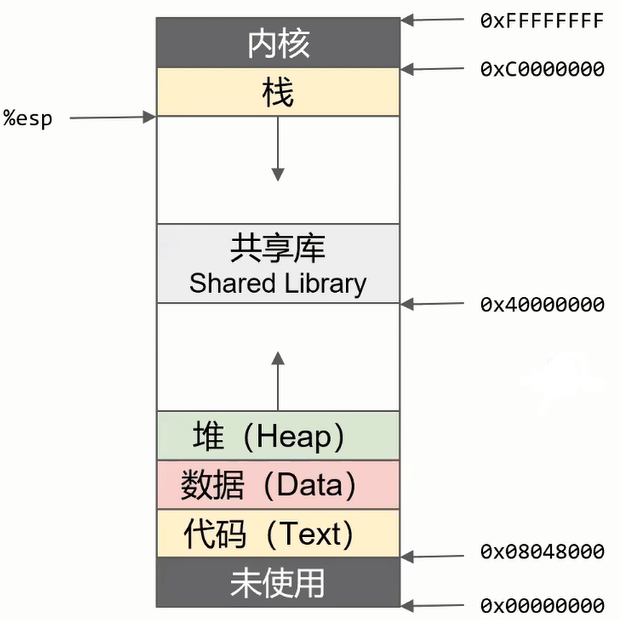 0xFFFFFFFF
内核
0xC0000000
栈
%esp
共享库
Shared Library
0x40000000
堆（Heap）
数据（Data）
代码（Text）
0x08048000
未使用
0x00000000